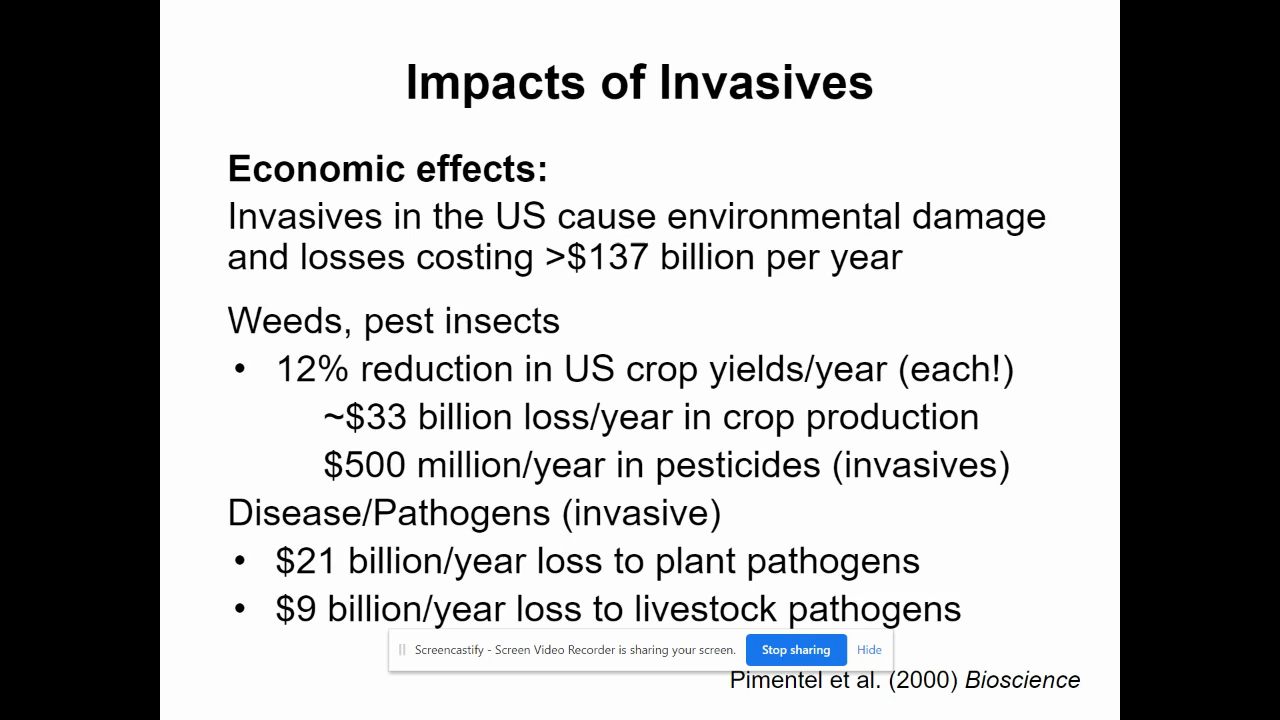 Impacts of Invasives
Economic effects:
Invasives in the US cause environmental damage
and losses costing >$137 billion per year
Weeds, pest insects
• 12% reduction in US crop yields/year (each!)
~$33 billion loss/year in crop production
$500 million/year in pesticides (invasives)
Disease/Pathogens (invasive)
• $21 billion/year loss to plant pathogens
• $9 billion/year loss to livestock pathogens
Screencastify - Screen Video Recorder is sharing your screen. Stop sharing Hide
Pimentel et al. (2000) Bioscience